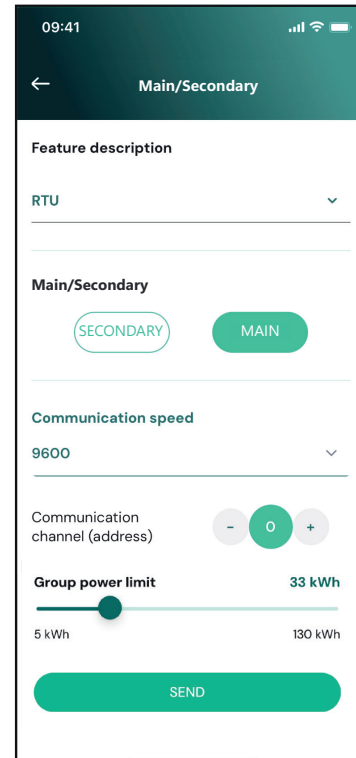 09:41
Main/Secondary
Feature description
RTU
Main/Secondary
SECONDARY MAIN
Communication speed
9600
Communication
channel (address)
- 0 +
Group power limit 33 kWh
5 kWh 130 kWh
SEND